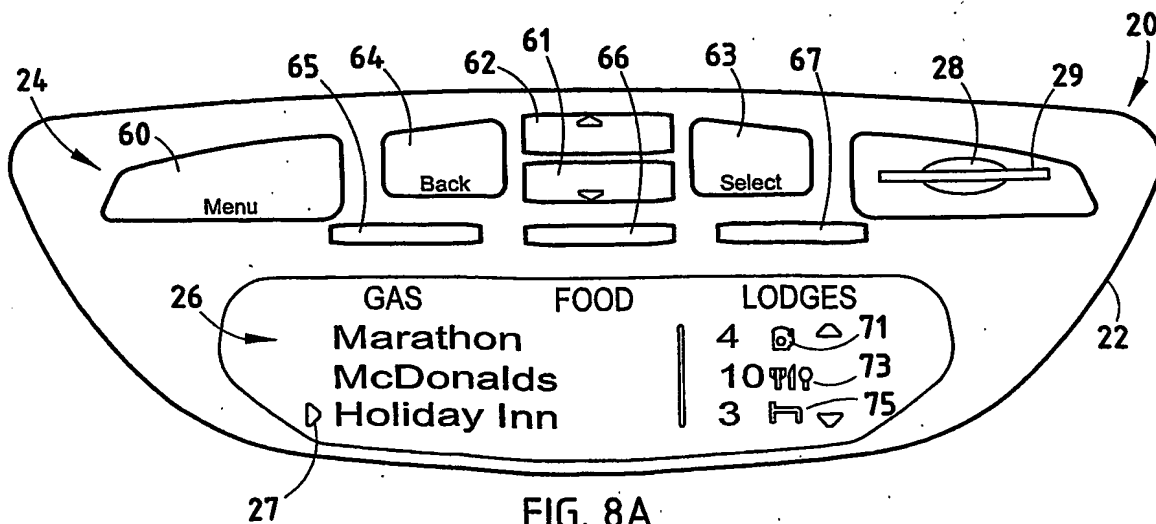 20
61
64
62
66
63
67
28
29
65
24
60
Back
Select
Menu
GAS FOOD LODGES
26
Marathon 4 71
22
McDonalds 10 73
Holiday Inn 3 75
27
FIG. 8A